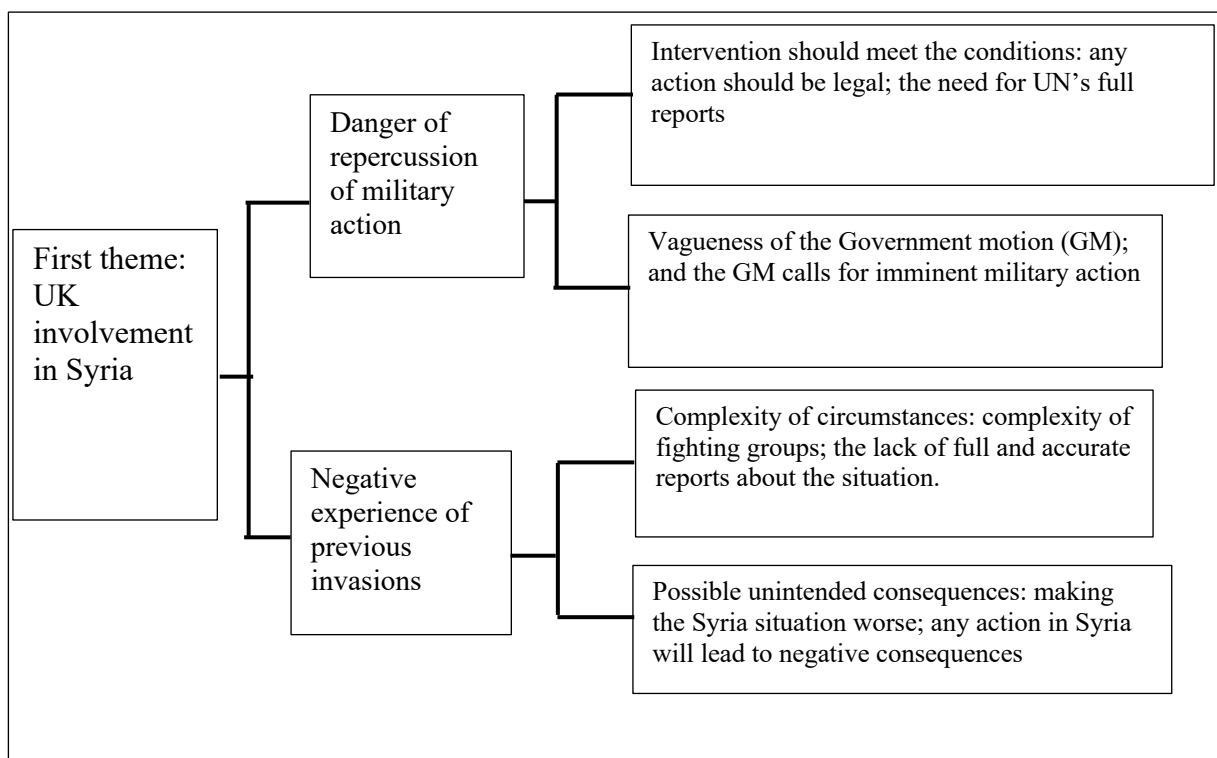 First theme:
UK
involvement
in Syria
Danger of
repercussion
of military
action
Intervention should meet the conditions: any
action should be legal; the need for UN’s full
reports
Vagueness of the Government motion (GM);
and the GM calls for imminent military action
Negative
experience of
previous
invasions
Complexity of circumstances: complexity of
fighting groups; the lack of full and accurate
reports about the situation.
Possible unintended consequences: making
the Syria situation worse; any action in Syria
will lead to negative consequences